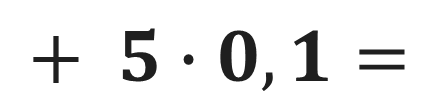 + 5 · 0,1 =